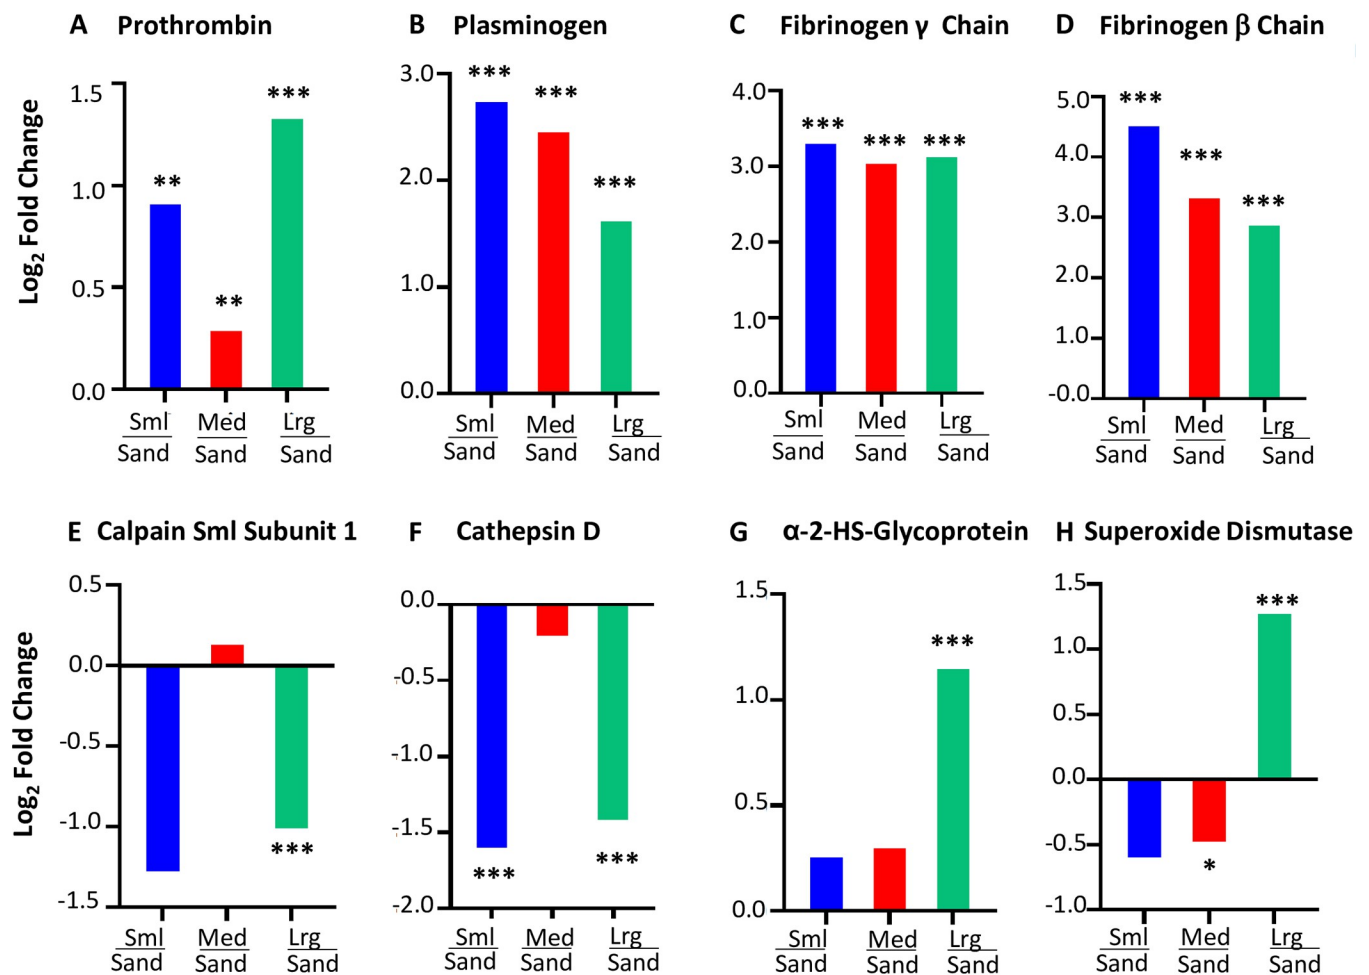 A Prothrombin
B Plasminogen
C Fibrinogen γ Chain
D Fibrinogen β Chain
Log₂ Fold Change
1.5
1.0
0.5
0.0
**
**
***
Sml
Sand
Med
Sand
Lrg
Sand
3.0
2.0
1.0
0.0
***
***
***
Sml
Sand
Med
Sand
Lrg
Sand
4.0
3.0
2.0
1.0
0.0
***
***
***
Sml
Sand
Med
Sand
Lrg
Sand
5.0
4.0
3.0
2.0
1.0
-0.0
***
***
***
Sml
Sand
Med
Sand
Lrg
Sand
E Calpain Sml Subunit 1
F Cathepsin D
G α-2-HS-Glycoprotein
H Superoxide Dismutase
Log₂ Fold Change
0.5
0.0
-0.5
-1.0
-1.5
***
Sml
Sand
Med
Sand
Lrg
Sand
0.0
-0.5
-1.0
-1.5
-2.0
***
***
Sml
Sand
Med
Sand
Lrg
Sand
1.5
1.0
0.5
0.0
***
Sml
Sand
Med
Sand
Lrg
Sand
1.5
1.0
0.5
0.0
-0.5
-1.0
*
***
Sml
Sand
Med
Sand
Lrg
Sand